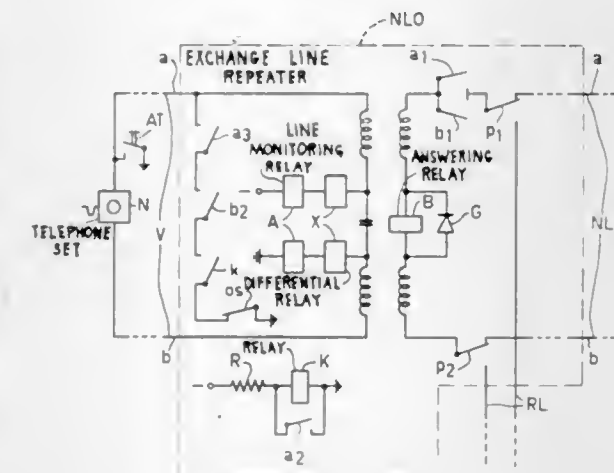 NLO
a
EXCHANGE LINE
REPEATER
a1
a
AT
a3
LINE
MONITORING
RELAY
b1
P1
ANSWERING
RELAY
N
TELEPHONE
SET
V
b2
A
X
B
G
NL
k
os
DIFFERENTIAL
RELAY
b
RELAY
R
K
P2
b
RL
a2